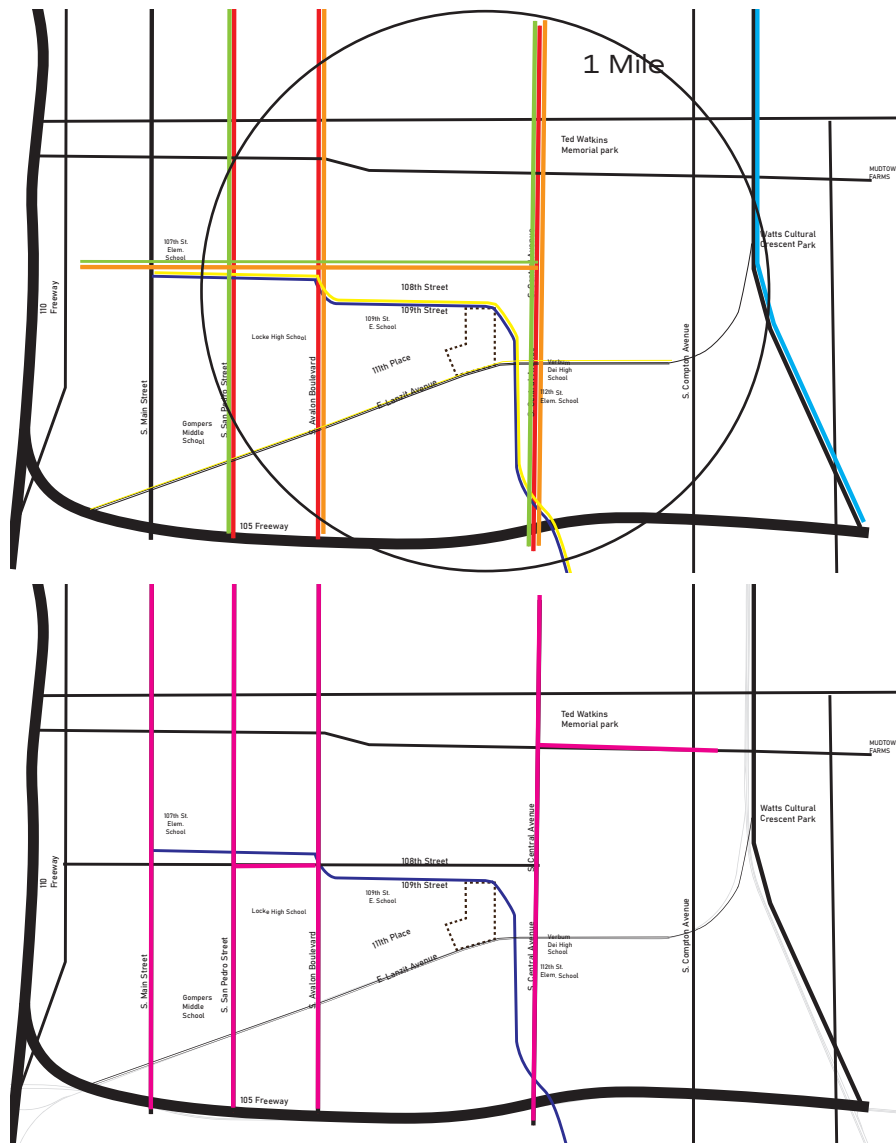 1 Mile
Ted Watkins
Memorial park
MUDTOW
FARMS
Watts Cultural
Crescent Park
107th St.
Elem.
School
110
Freeway
108th Street
109th Street
109th St.
E. School
Locke High School
111th Place
E. Lanzit Avenue
Verbum
Dei High
School
112th St.
Elem. School
S. Main Street
S. San Pedro Street
S. Avalon Boulevard
S. Compton Avenue
Gompers
Middle
School
105 Freeway
Ted Watkins
Memorial park
MUDTOW
FARMS
Watts Cultural
Crescent Park
107th St.
Elem.
School
110
Freeway
S. Central Avenue
108th Street
109th Street
109th St.
E. School
Locke High School
111th Place
E. Lanzit Avenue
S. Central Avenue
Verbum
Dei High
School
112th St.
Elem. School
S. Main Street
S. San Pedro Street
S. Avalon Boulevard
S. Compton Avenue
Gompers
Middle
School
105 Freeway